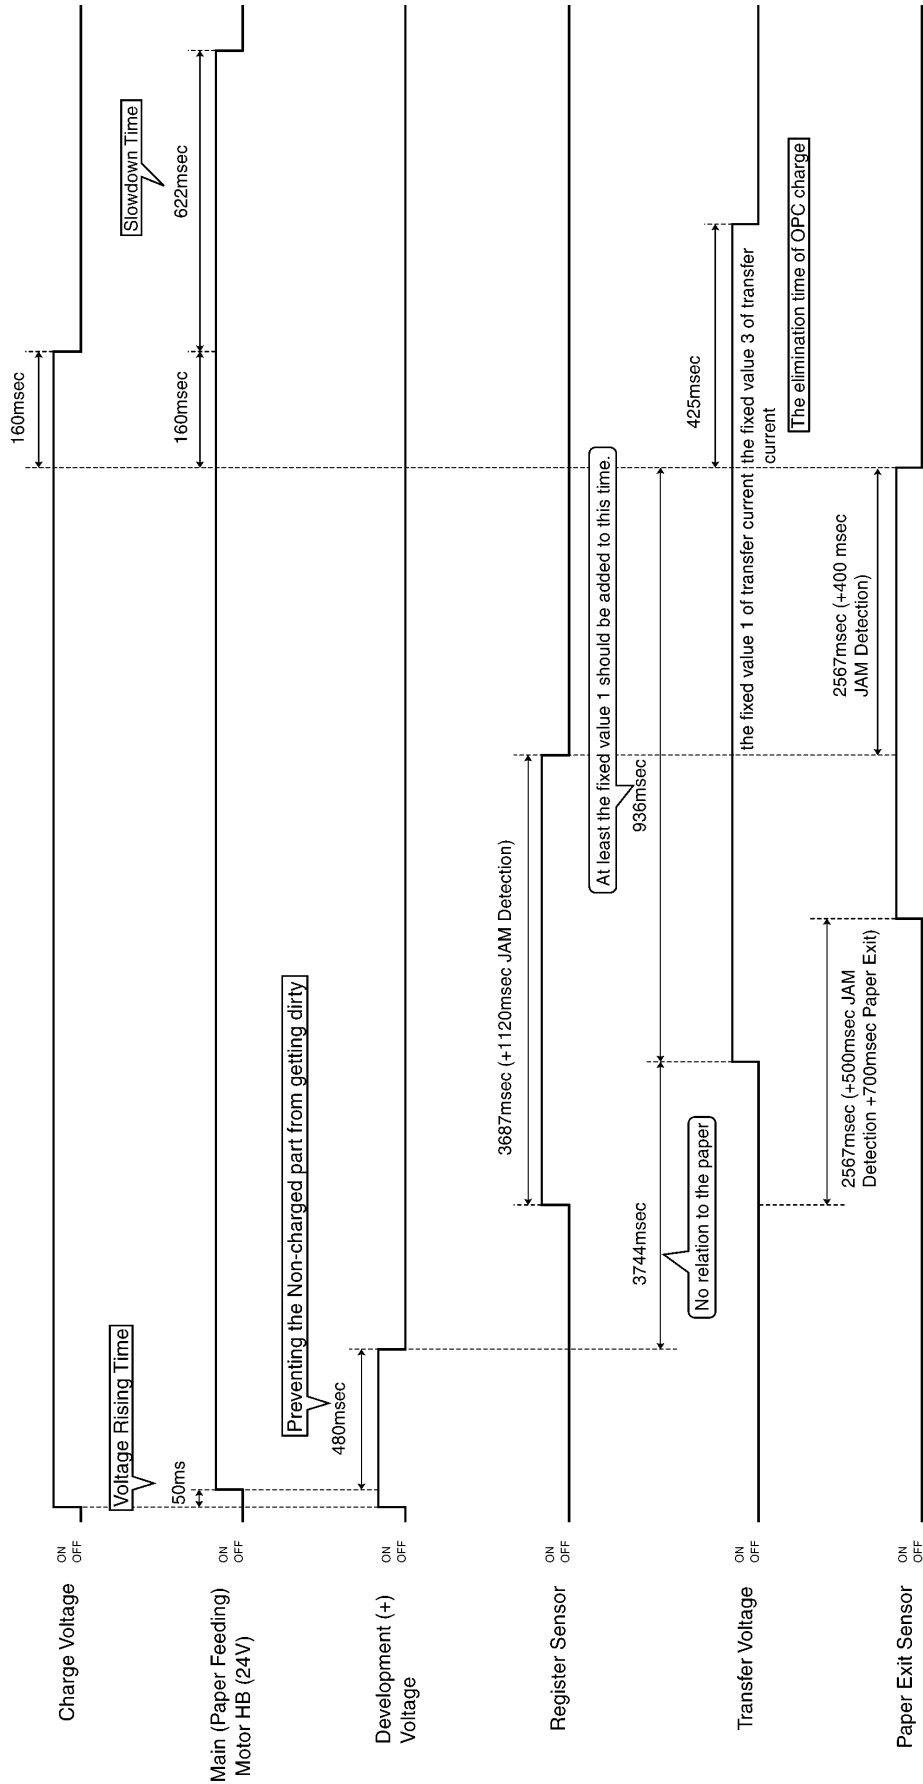 Charge Voltage
ON
OFF
160msec
Voltage Rising Time
Slowdown Time
Main (Paper Feeding)
Motor HB (24V)
ON
OFF
50ms
160msec
622msec
Preventing the Non-charged part from getting dirty
Development (+)
Voltage
ON
OFF
480msec
3687msec (+1120msec JAM Detection)
Register Sensor
ON
OFF
At least the fixed value 1 should be added to this time.
3744msec
936msec
No relation to the paper
425msec
Transfer Voltage
ON
OFF
the fixed value 1 of transfer current
the fixed value 3 of transfer
current
The elimination time of OPC charge
2567msec (+500msec JAM
Detection +700msec Paper Exit)
2567msec (+400 msec
JAM Detection)
Paper Exit Sensor
ON
OFF